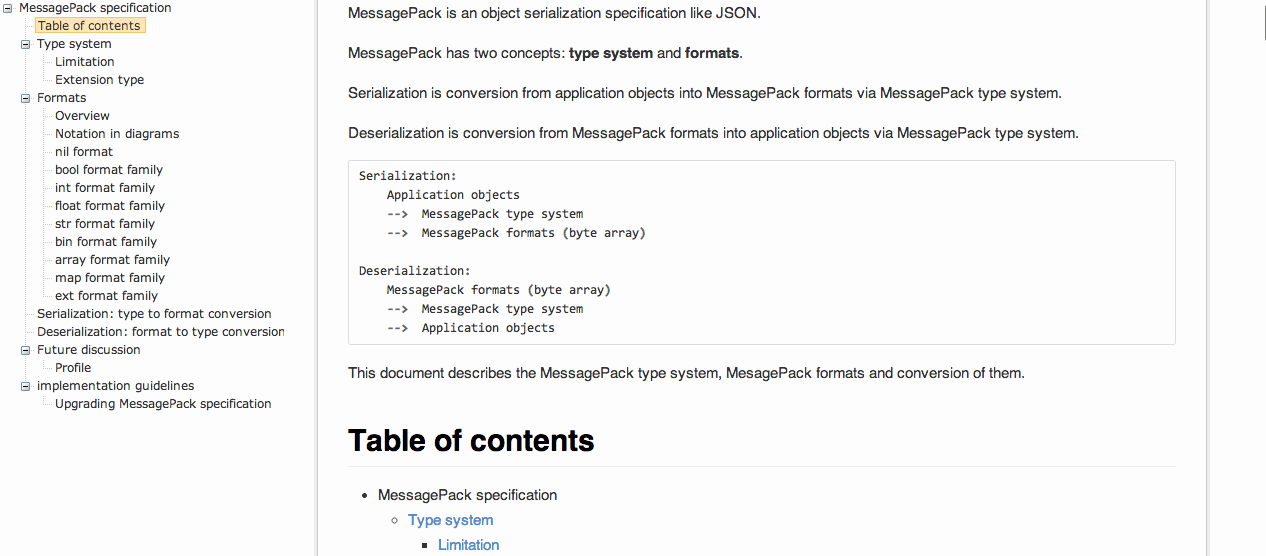 MessagePack specification
Table of contents
Type system
Limitation
Extension type
Formats
Overview
Notation in diagrams
nil format
bool format family
int format family
float format family
str format family
bin format family
array format family
map format family
ext format family
Serialization: type to format conversion
Deserialization: format to type conversion
Future discussion
Profile
implementation guidelines
Upgrading MessagePack specification
MessagePack is an object serialization specification like JSON.
MessagePack has two concepts: type system and formats.
Serialization is conversion from application objects into MessagePack formats via MessagePack type system.
Deserialization is conversion from MessagePack formats into application objects via MessagePack type system.
Serialization:
Application objects
--> MessagePack type system
--> MessagePack formats (byte array)
Deserialization:
MessagePack formats (byte array)
--> MessagePack type system
--> Application objects
This document describes the MessagePack type system, MesagePack formats and conversion of them.
Table of contents
MessagePack specification
Type system
Limitation